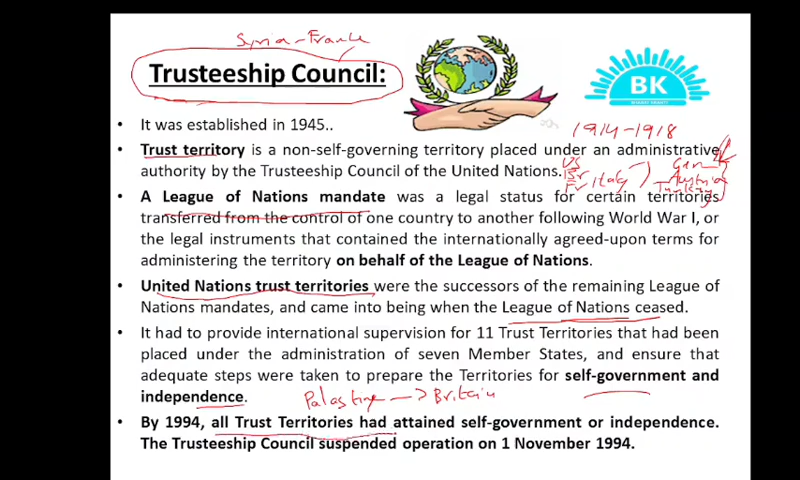 Syria - France
Trusteeship Council:
BK
It was established in 1945..
1914-1918
Trust territory is a non-self-governing territory placed under an administrative
authority by the Trusteeship Council of the United Nations.
US
Br
Fr Italy
Ger
Austria
Turkey
A League of Nations mandate was a legal status for certain territories
transferred from the control of one country to another following World War I, or
the legal instruments that contained the internationally agreed-upon terms for
administering the territory on behalf of the League of Nations.
United Nations trust territories were the successors of the remaining League of
Nations mandates, and came into being when the League of Nations ceased.
It had to provide international supervision for 11 Trust Territories that had been
placed under the administration of seven Member States, and ensure that
adequate steps were taken to prepare the Territories for self-government and
independence.
Palastine -> Britain
By 1994, all Trust Territories had attained self-government or independence.
The Trusteeship Council suspended operation on 1 November 1994.